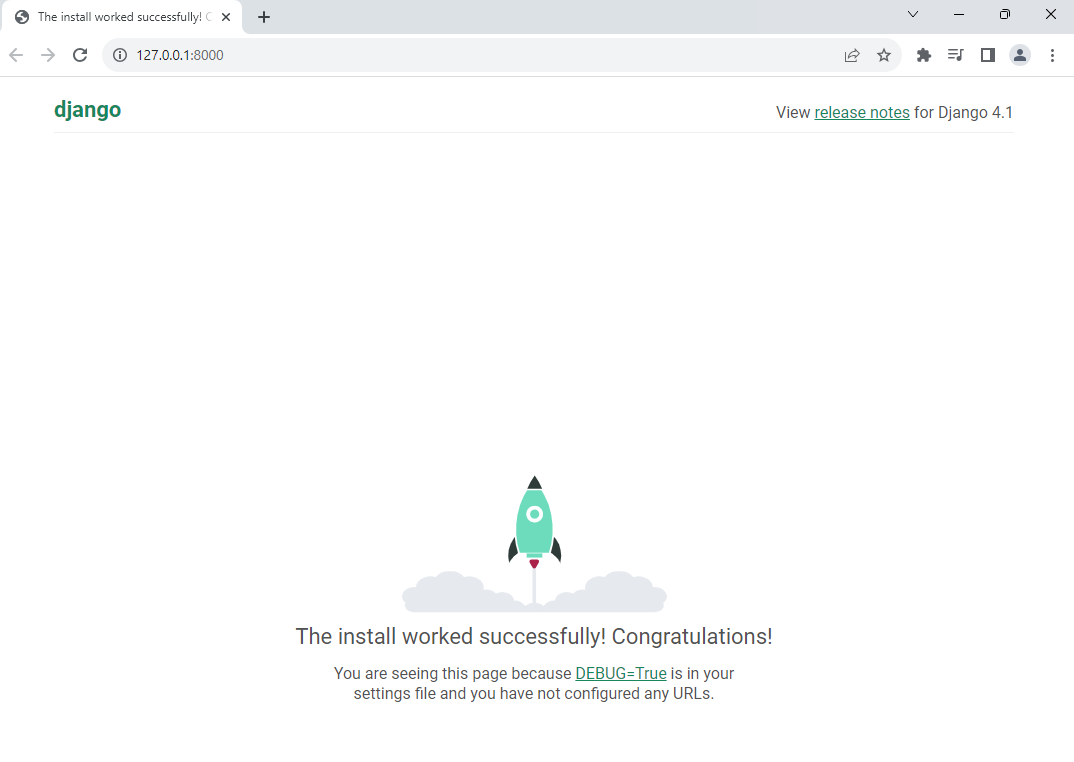 The install worked successfully! C
127.0.0.1:8000
django
View release notes for Django 4.1
The install worked successfully! Congratulations!
You are seeing this page because DEBUG=True is in your
settings file and you have not configured any URLs.